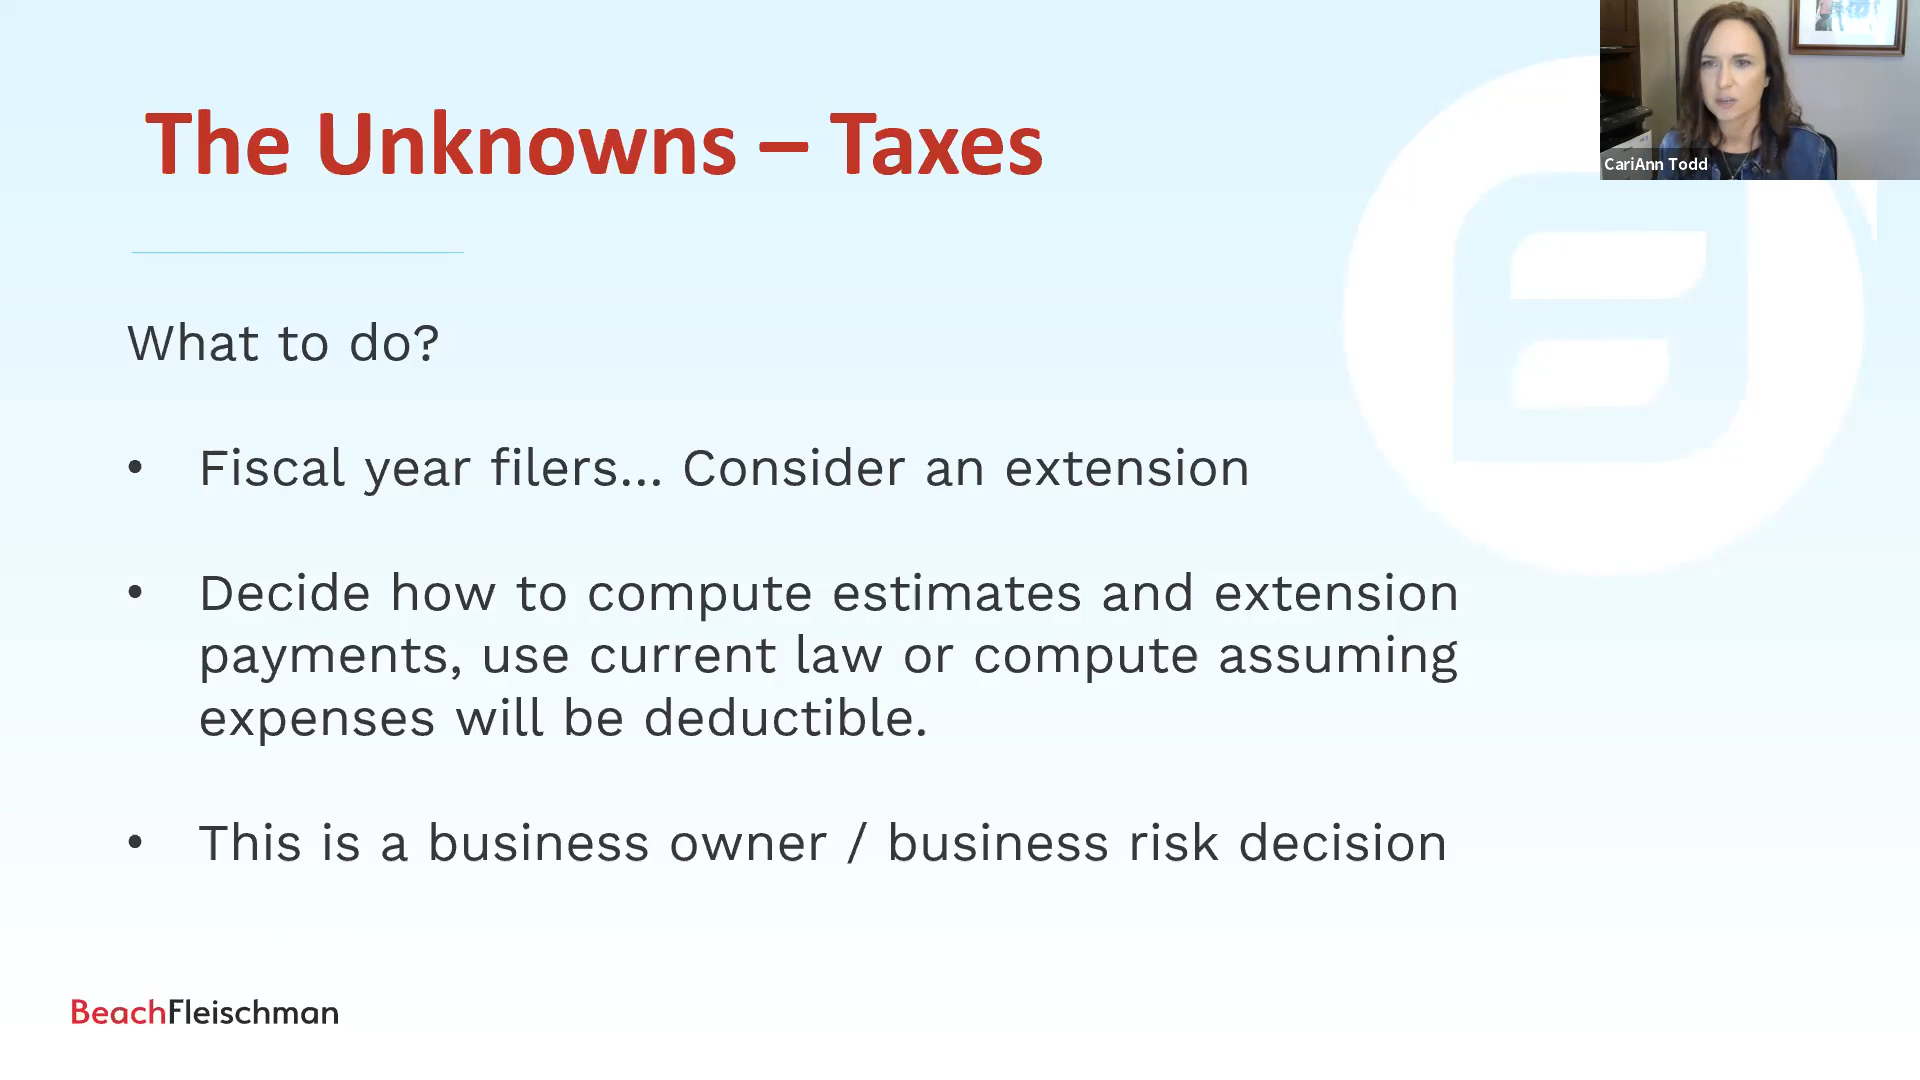 The Unknowns – Taxes
CariAnn Todd
What to do?
• Fiscal year filers... Consider an extension
• Decide how to compute estimates and extension
payments, use current law or compute assuming
expenses will be deductible.
• This is a business owner / business risk decision
BeachFleischman